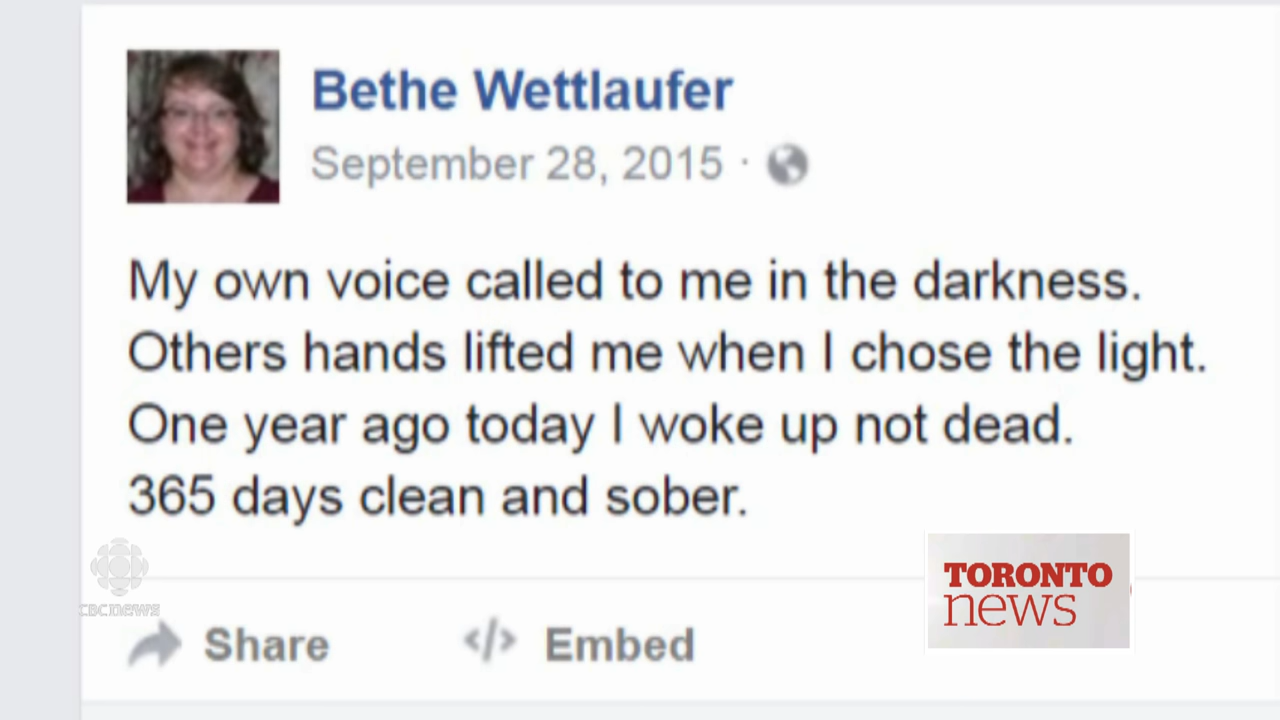 Bethe Wettlaufer
September 28, 2015 ·
My own voice called to me in the darkness.
Others hands lifted me when I chose the light.
One year ago today I woke up not dead.
365 days clean and sober.
CBC news
TORONTO
news
Share
</> Embed